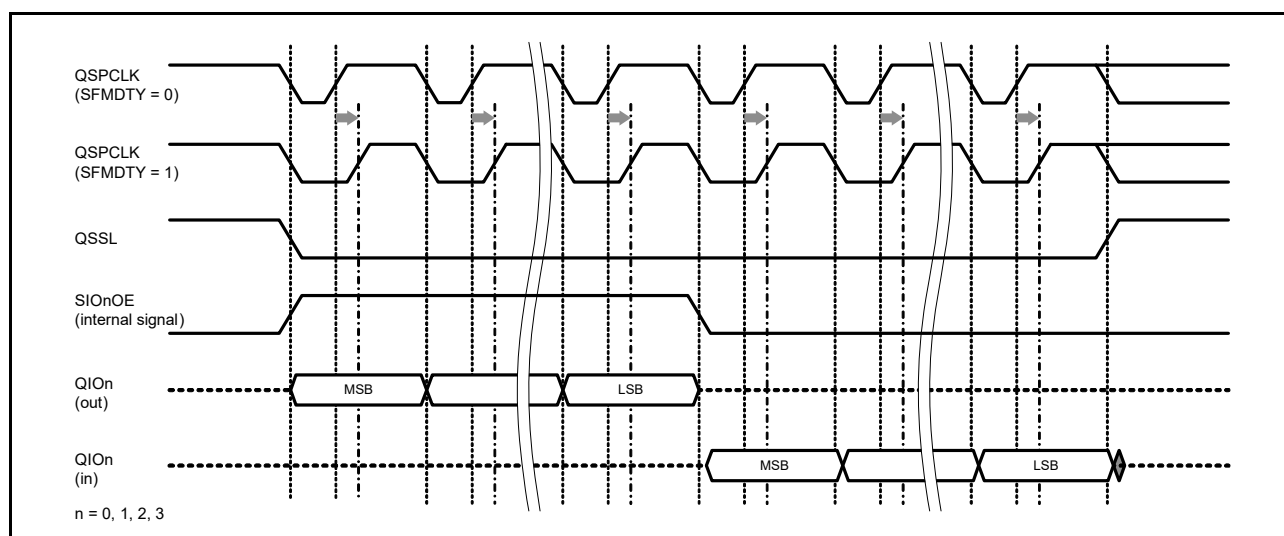 QSPCLK
(SFMDTY = 0)
QSPCLK
(SFMDTY = 1)
QSSL
SIOnOE
(internal signal)
QIOn
(out)
MSB
LSB
QIOn
(in)
MSB
LSB
n = 0, 1, 2, 3